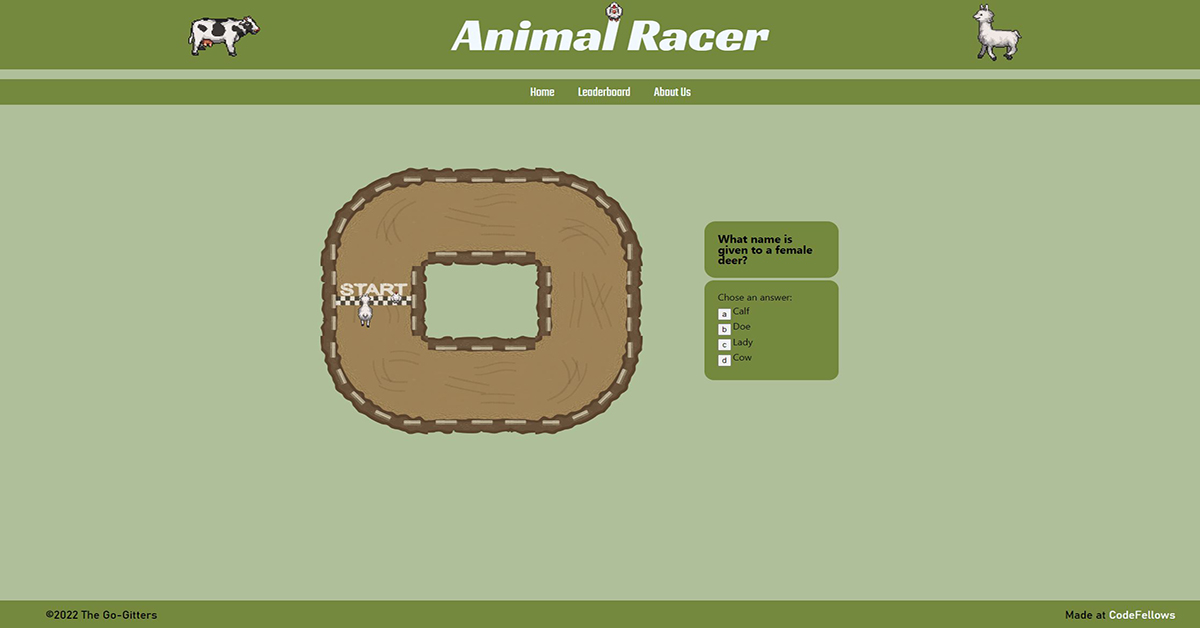 Animal Racer
Home Leaderboard About Us
START
What name is
given to a female
deer?
Chose an answer:
a Calf
b Doe
c Lady
d Cow
©2022 The Go-Gitters
Made at CodeFellows